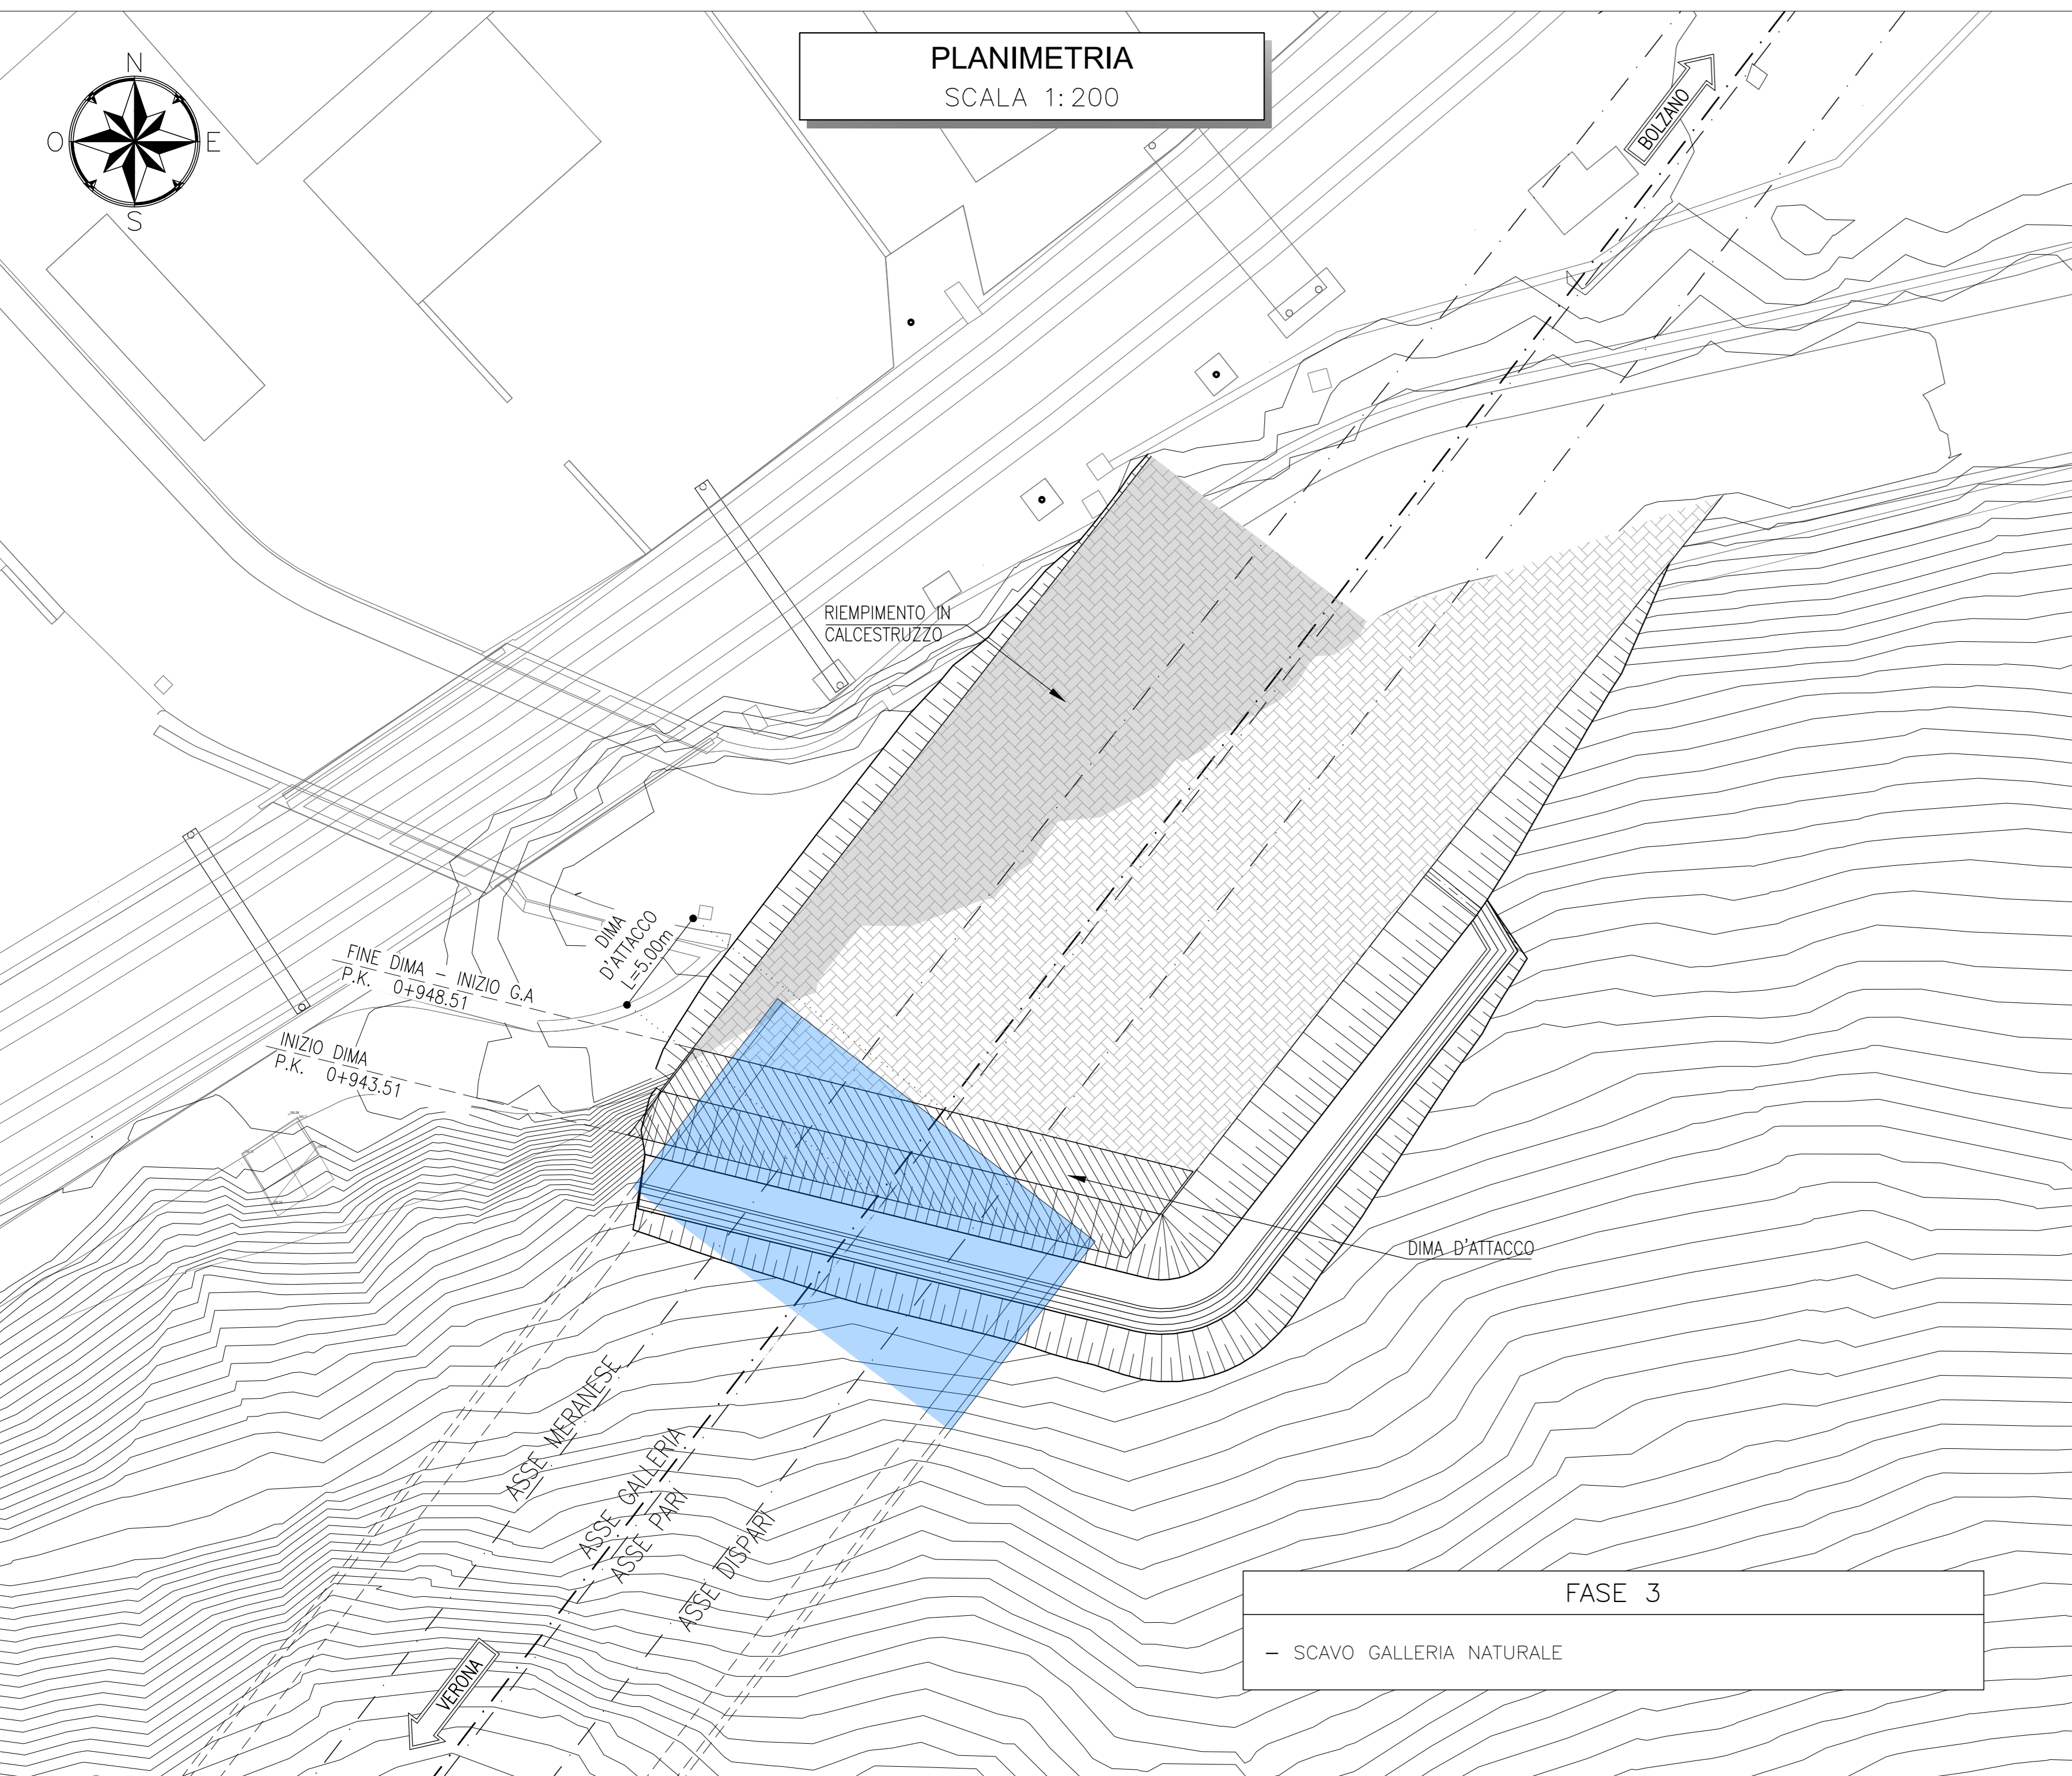 PLANIMETRIA
SCALA 1:200
N
O
E
S
BOLZANO
RIEMPIMENTO IN
CALCESTRUZZO
DIMA
D'ATTACCO
L=5.00m
FINE DIMA – INIZIO G.A
P.K. 0+948.51
INIZIO DIMA
P.K. 0+943.51
DIMA D'ATTACCO
ASSE MERANESE
ASSE GALLERIA
ASSE PARI
ASSE DISPARI
VERONA
FASE 3
– SCAVO GALLERIA NATURALE